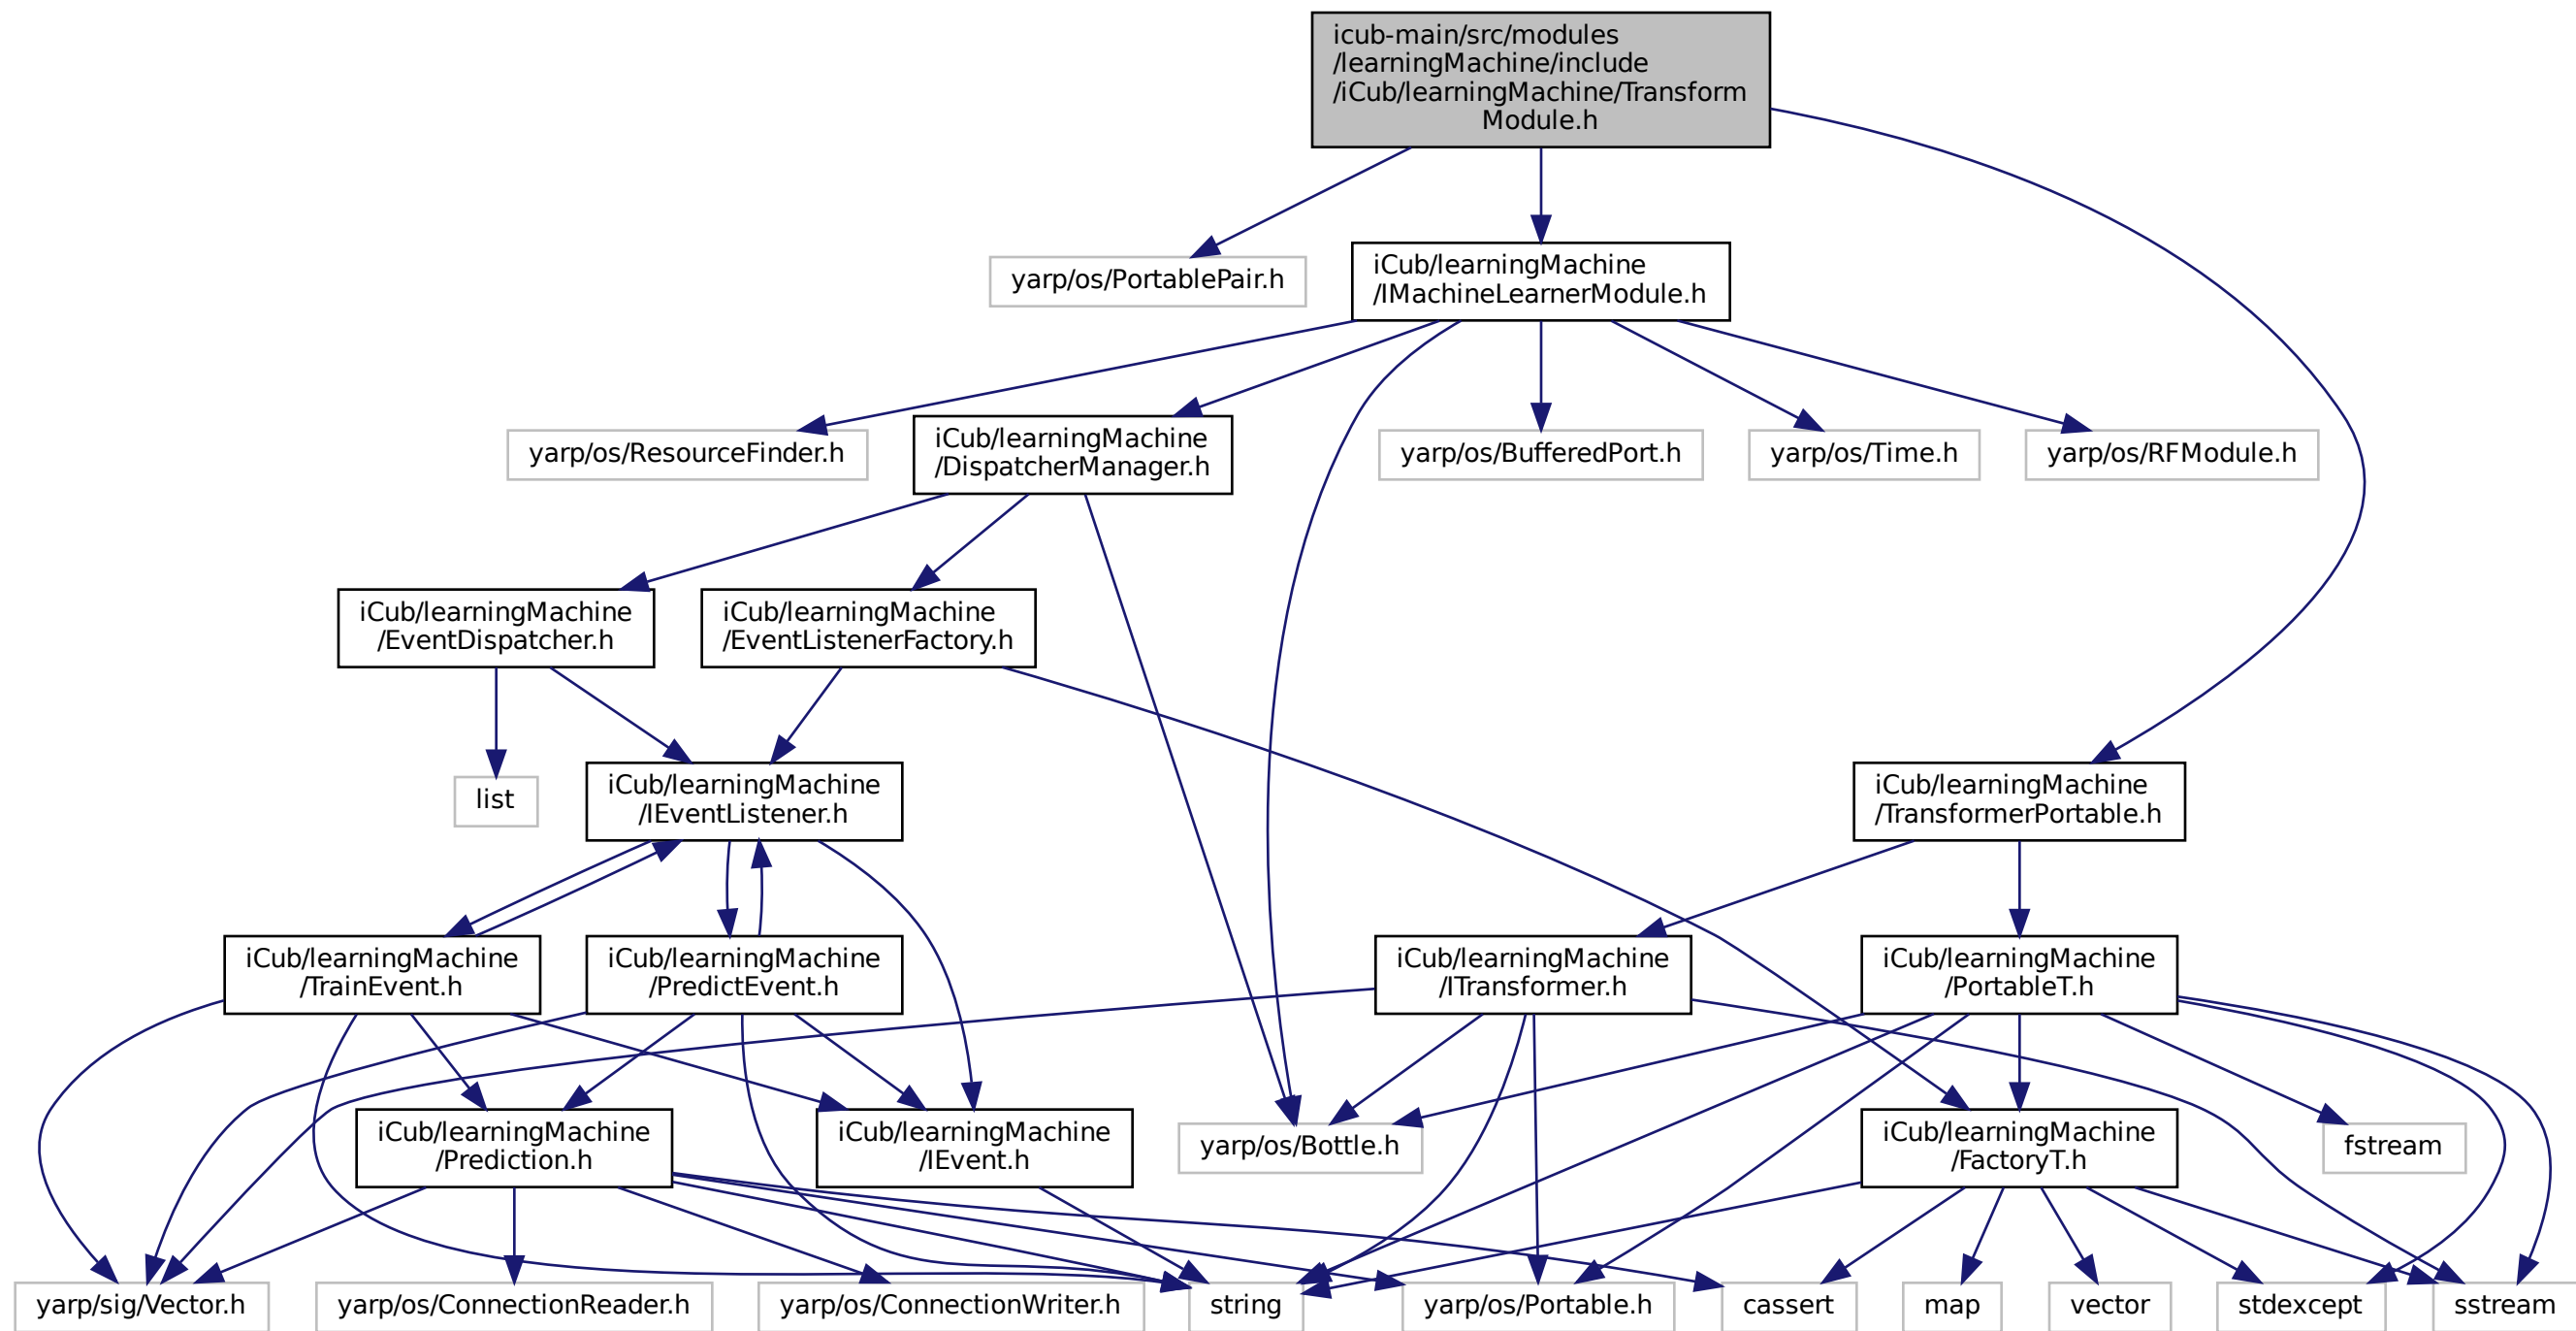 icub-main/src/modules
/learningMachine/include
/iCub/learningMachine/Transform
Module.h
yarp/os/PortablePair.h
iCub/learningMachine
/IMachineLearnerModule.h
yarp/os/ResourceFinder.h
iCub/learningMachine
/DispatcherManager.h
yarp/os/BufferedPort.h
yarp/os/Time.h
yarp/os/RFModule.h
iCub/learningMachine
/EventDispatcher.h
iCub/learningMachine
/EventListenerFactory.h
list
iCub/learningMachine
/IEventListener.h
iCub/learningMachine
/TransformerPortable.h
iCub/learningMachine
/TrainEvent.h
iCub/learningMachine
/PredictEvent.h
iCub/learningMachine
/ITransformer.h
iCub/learningMachine
/PortableT.h
iCub/learningMachine
/Prediction.h
iCub/learningMachine
/IEvent.h
yarp/os/Bottle.h
iCub/learningMachine
/FactoryT.h
fstream
yarp/sig/Vector.h
yarp/os/ConnectionReader.h
yarp/os/ConnectionWriter.h
string
yarp/os/Portable.h
cassert
map
vector
stdexcept
sstream